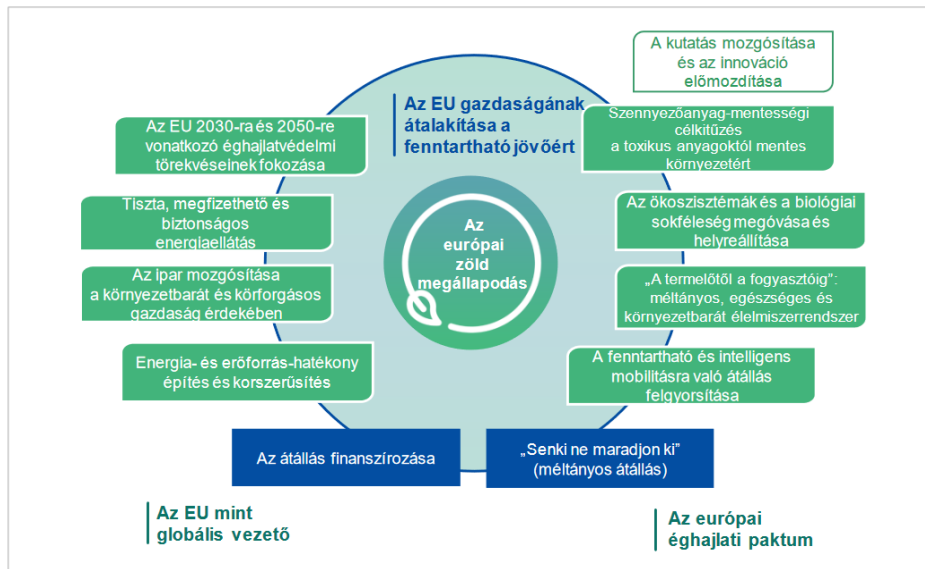 A kutatás mozgósítása
és az innováció
előmozdítása
Az EU gazdaságának
átalakítása a
fenntartható jövőért
Az EU 2030-ra és 2050-re
vonatkozó éghajlatvédelmi
törekvéseinek fokozása
Szennyezőanyag-mentességi
célkitűzés
a toxikus anyagoktól mentes
környezetért
Tiszta, megfizethető és
biztonságos
energiaellátás
Az ökoszisztémák és a biológiai
sokféleség megóvása és
helyreállítása
Az
európai
zöld
megállapodás
Az ipar mozgósítása
a környezetbarát és körforgásos
gazdaság érdekében
„A termelőtől a fogyasztóig”:
méltányos, egészséges és
környezetbarát élelmiszerrendszer
Energia- és erőforrás-hatékony
építés és korszerűsítés
A fenntartható és intelligens
mobilitásra való átállás
felgyorsítása
Az átállás finanszírozása
„Senki ne maradjon ki”
(méltányos átállás)
Az EU mint
globális vezető
Az európai
éghajlati paktum